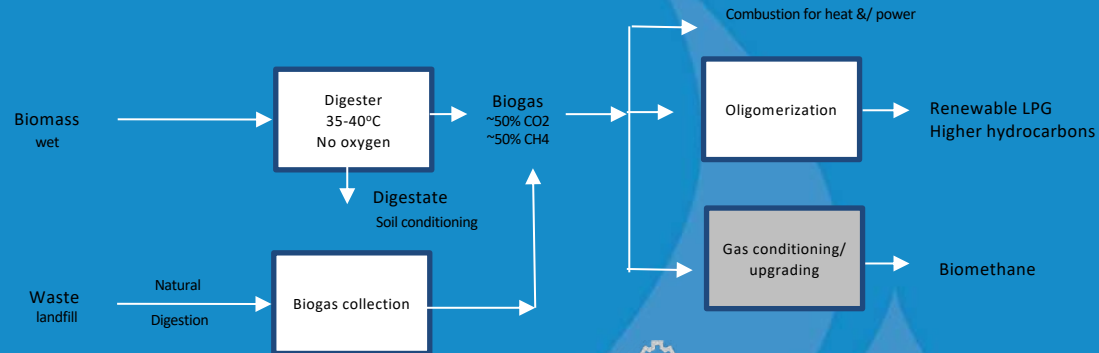 Combustion for heat &/ power
Biomass
wet
Digester
35-40°C
No oxygen
Biogas
~50% CO2
~50% CH4
Oligomerization
Renewable LPG
Higher hydrocarbons
Digestate
Soil conditioning
Waste
landfill
Natural
Digestion
Biogas collection
Gas conditioning/
upgrading
Biomethane